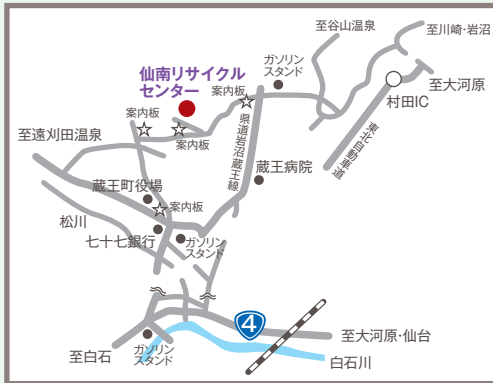 至谷山温泉
至川崎・岩沼
ガソリン
スタンド
仙南リサイクル
センター
至大河原
村田IC
案内板
案内板
案内板
県道岩沼蔵王線
東北自動車道
至遠刈田温泉
蔵王病院
蔵王町役場
案内板
松川
七十七銀行
ガソリン
スタンド
4
至大河原・仙台
至白石
ガソリン
スタンド
白石川